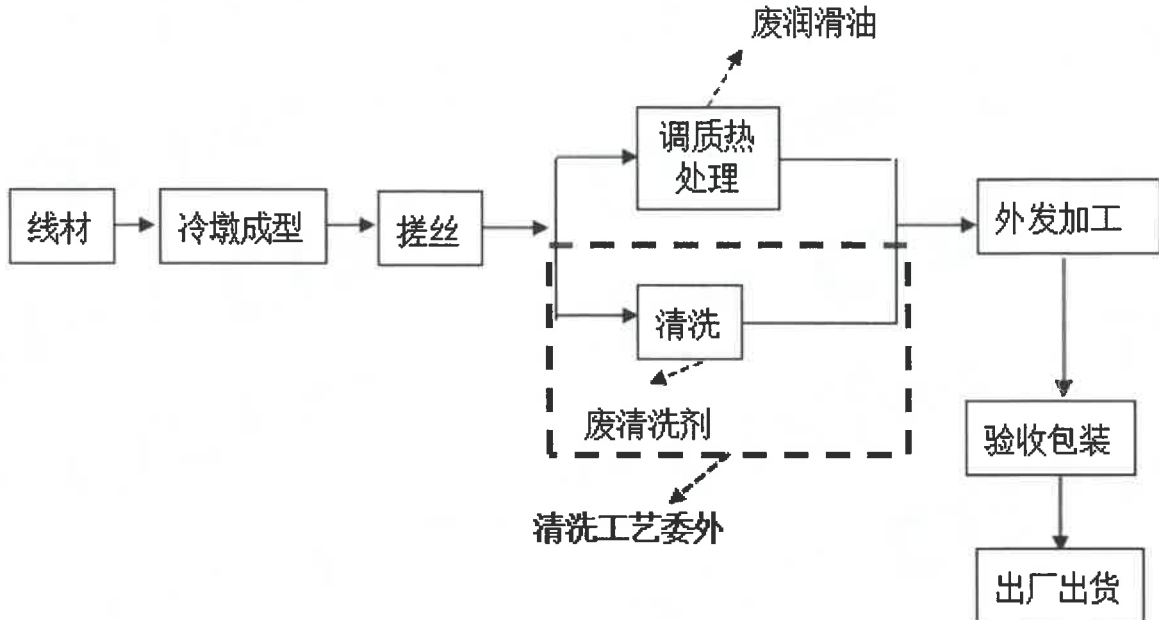 废润滑油
调质热
处理
线材
冷墩成型
搓丝
外发加工
清洗
废清洗剂
验收包装
清洗工艺委外
出厂出货